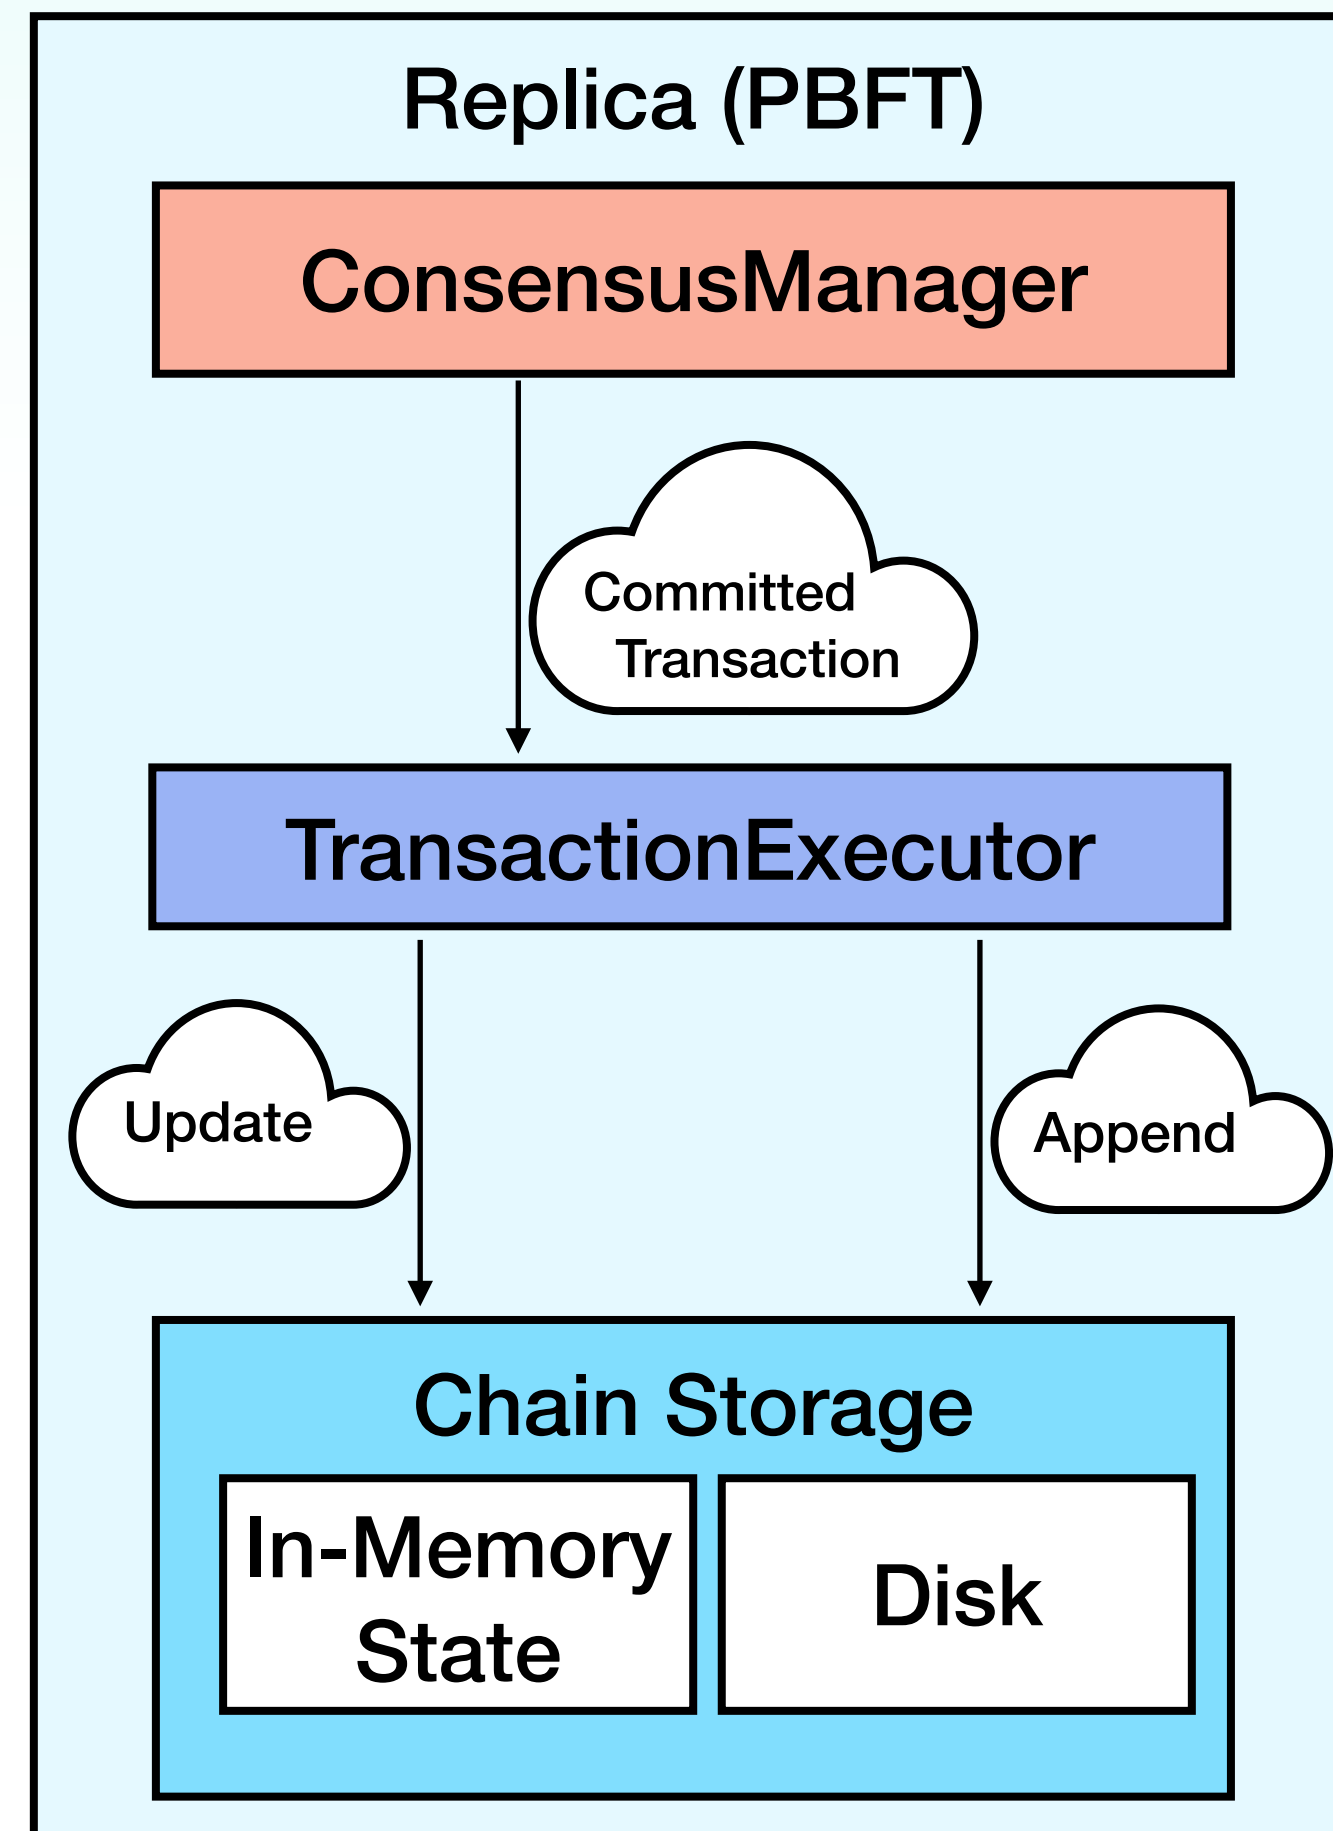 Replica (PBFT)
ConsensusManager
Committed
Transaction
TransactionExecutor
Update
Append
Chain Storage
In-Memory
State
Disk